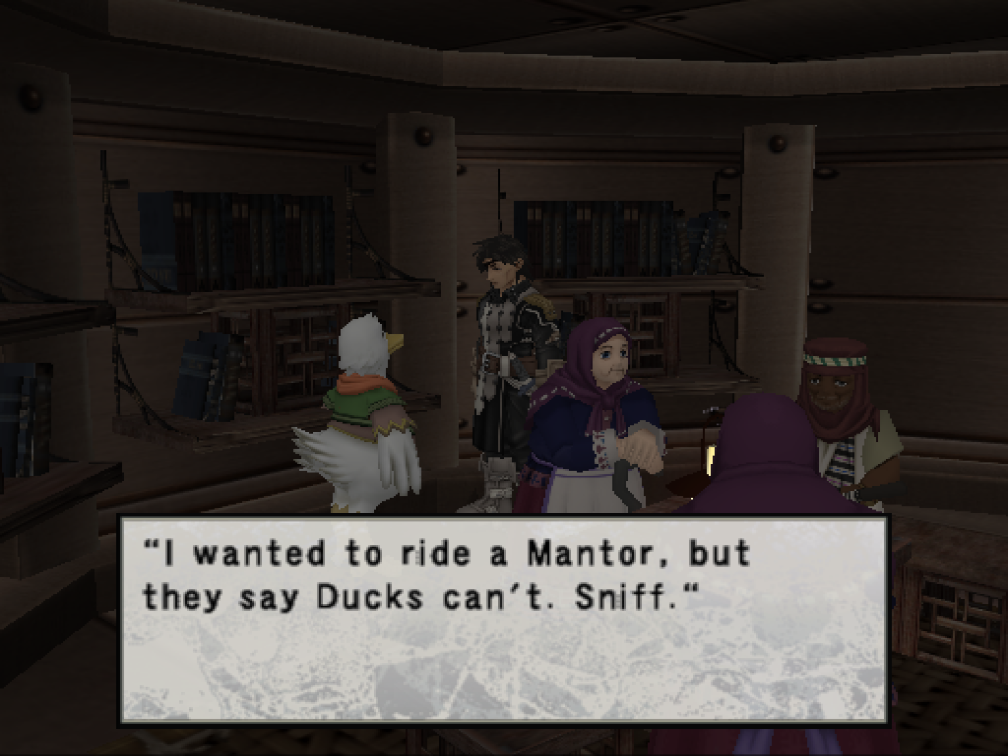 “I wanted to ride a Mantor, but
they say Ducks can't. Sniff.“